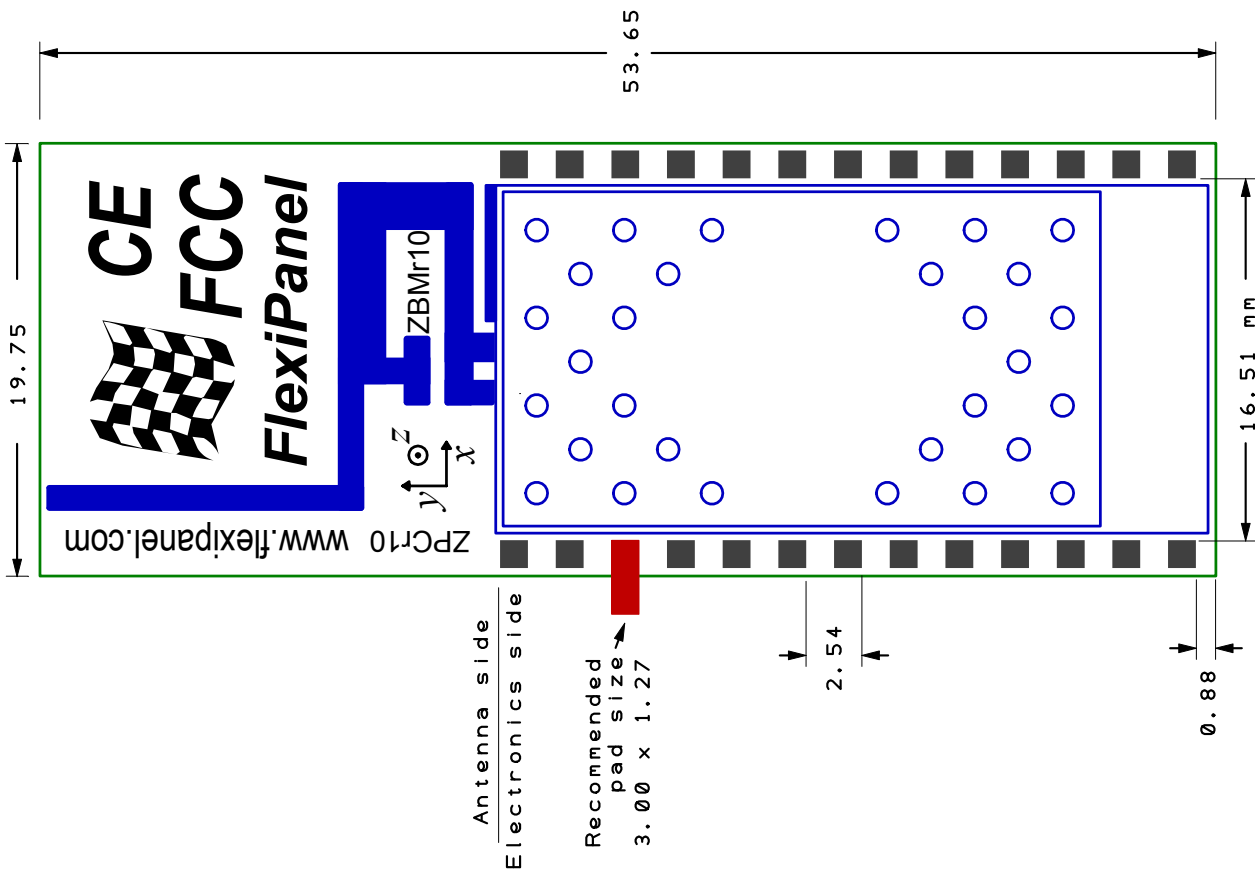 53.65
19.75
CE
FCC
FlexiPanel
ZBMr10
z
y
x
www.flexipanel.com
ZPCr10
16.51 mm
Antenna side
Electronics side
Recommended
pad size
3.00 x 1.27
2.54
0.88